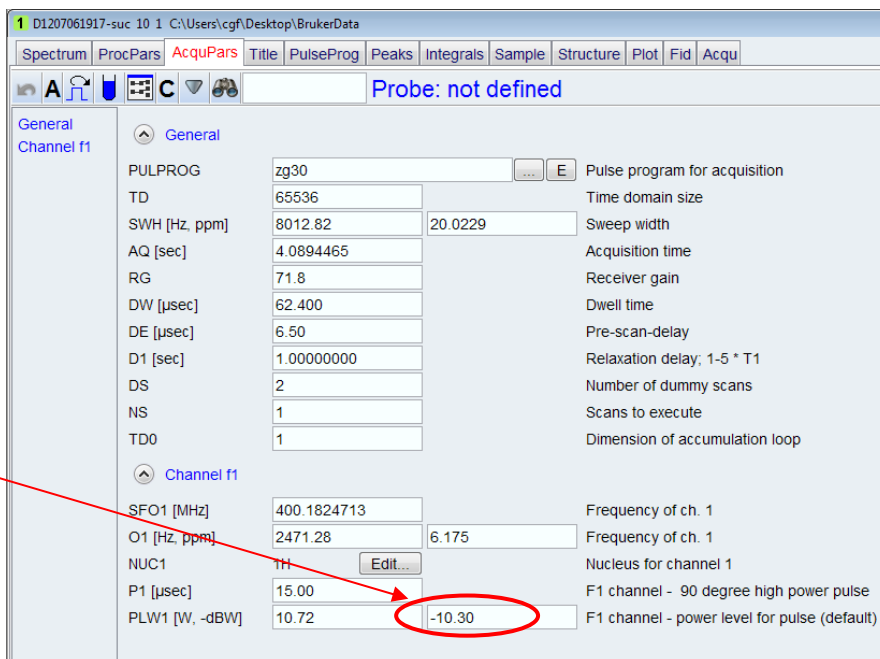 1 D1207061917-suc 10 1 C:\Users\cgf\Desktop\BrukerData
Spectrum ProcPars AcquPars Title PulseProg Peaks Integrals Sample Structure Plot Fid Acqu
A C Probe: not defined
General
Channel f1
General
PULPROG zg30 ... E Pulse program for acquisition
TD 65536 Time domain size
SWH [Hz, ppm] 8012.82 20.0229 Sweep width
AQ [sec] 4.0894465 Acquisition time
RG 71.8 Receiver gain
DW [µsec] 62.400 Dwell time
DE [µsec] 6.50 Pre-scan-delay
D1 [sec] 1.00000000 Relaxation delay; 1-5 * T1
DS 2 Number of dummy scans
NS 1 Scans to execute
TD0 1 Dimension of accumulation loop
Channel f1
SFO1 [MHz] 400.1824713 Frequency of ch. 1
O1 [Hz, ppm] 2471.28 6.175 Frequency of ch. 1
NUC1 1H Edit... Nucleus for channel 1
P1 [µsec] 15.00 F1 channel - 90 degree high power pulse
PLW1 [W, -dBW] 10.72 -10.30 F1 channel - power level for pulse (default)